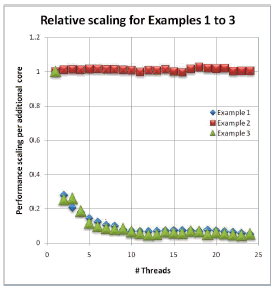 Relative scaling for Examples 1 to 3
Performance scaling per additional core
1.2
1
0.8
0.6
0.4
0.2
0
0
5
10
15
20
25
# Threads
Example 1
Example 2
Example 3